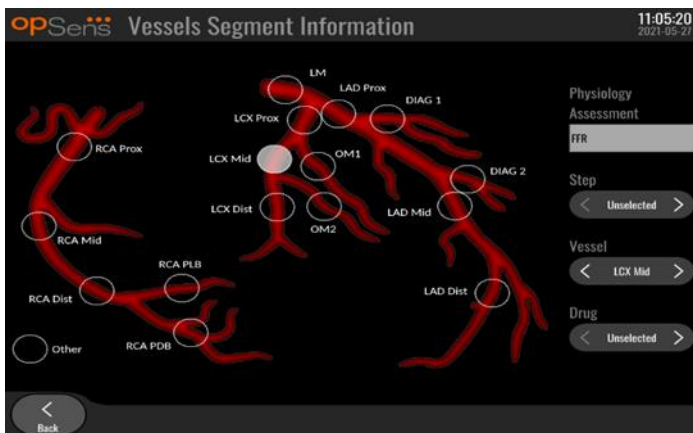 opSens Vessels Segment Information
11:05:20
2021-05-27
LM
LAD Prox
DIAG 1
LCX Prox
RCA Prox
LCX Mid
OM1
DIAG 2
LCX Dist
OM2
LAD Mid
RCA Mid
RCA PLB
RCA Dist
LAD Dist
RCA PDB
Other
Physiology
Assessment
FFR
Step
< Unselected >
Vessel
< LCX Mid >
Drug
< Unselected >
<
Back